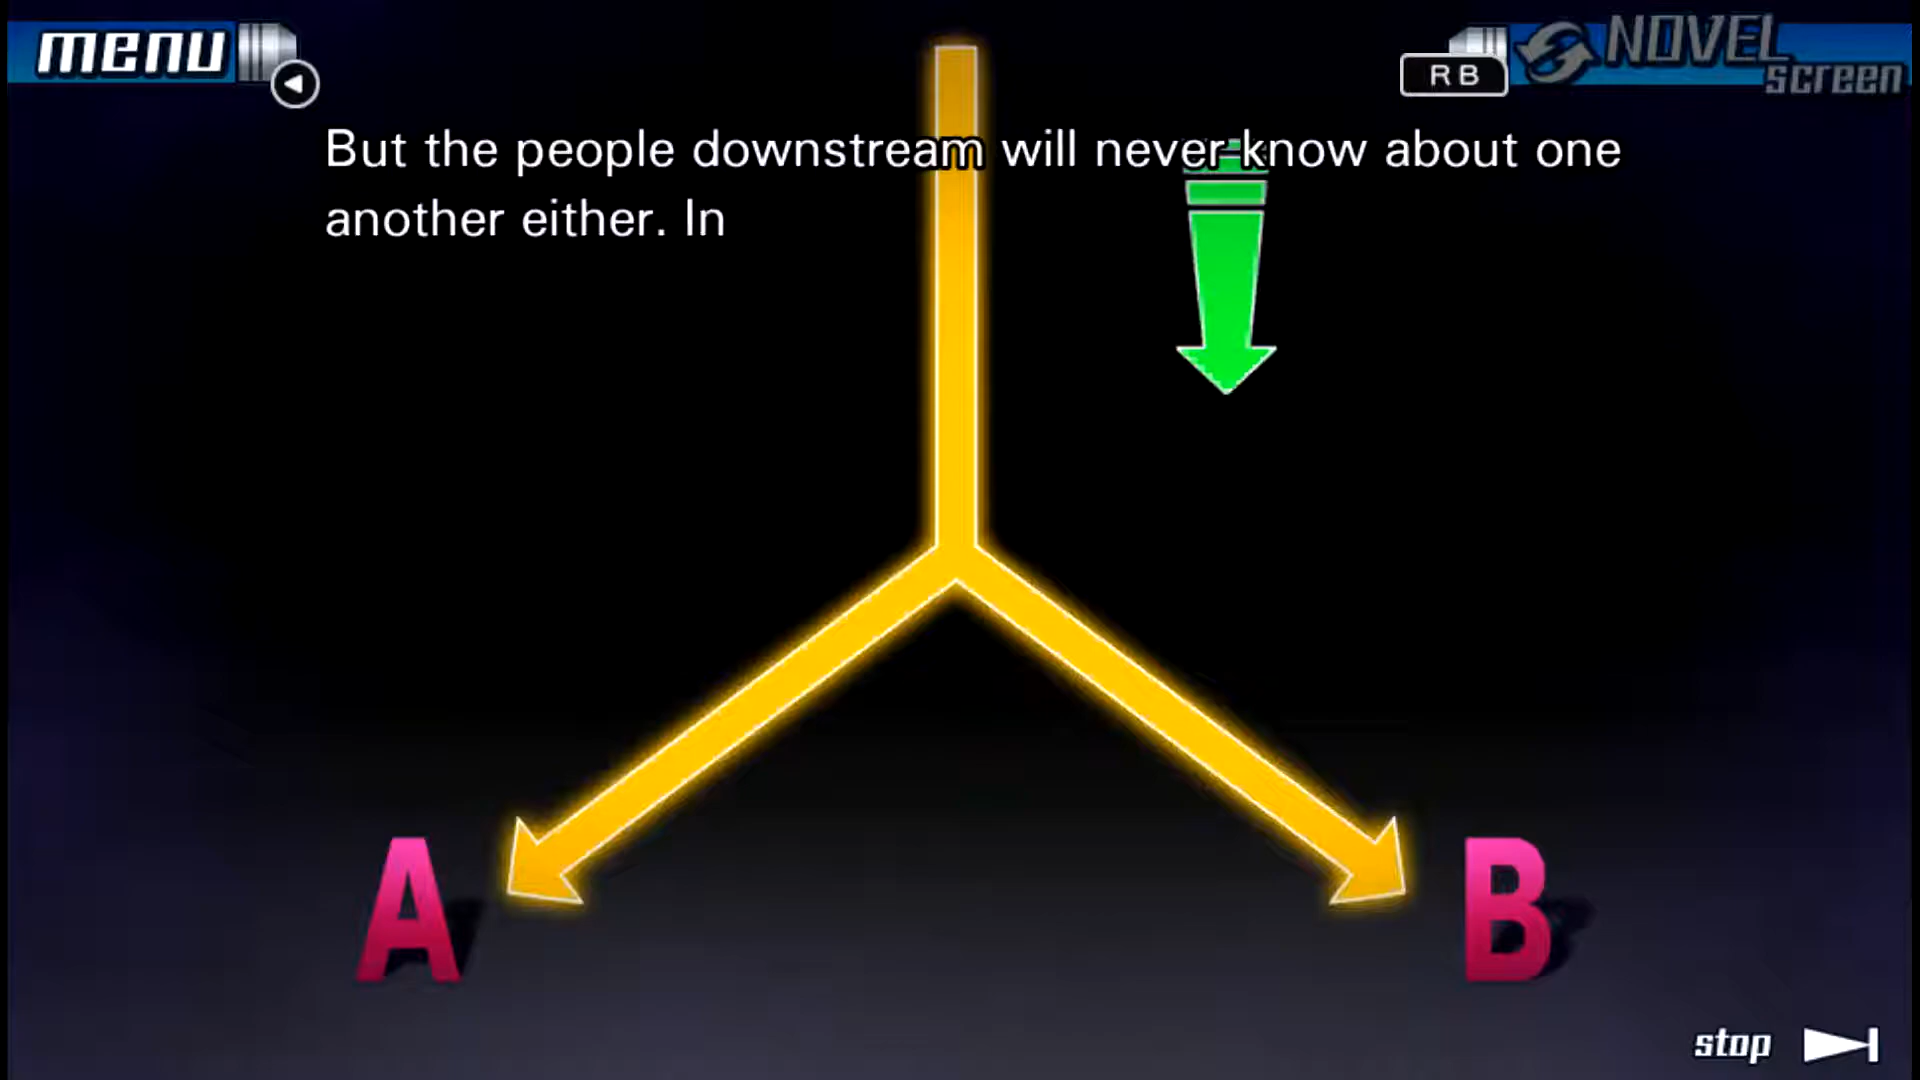 menu
RB
NOVEL
screen
But the people downstream will never know about one
another either. In
A
B
stop